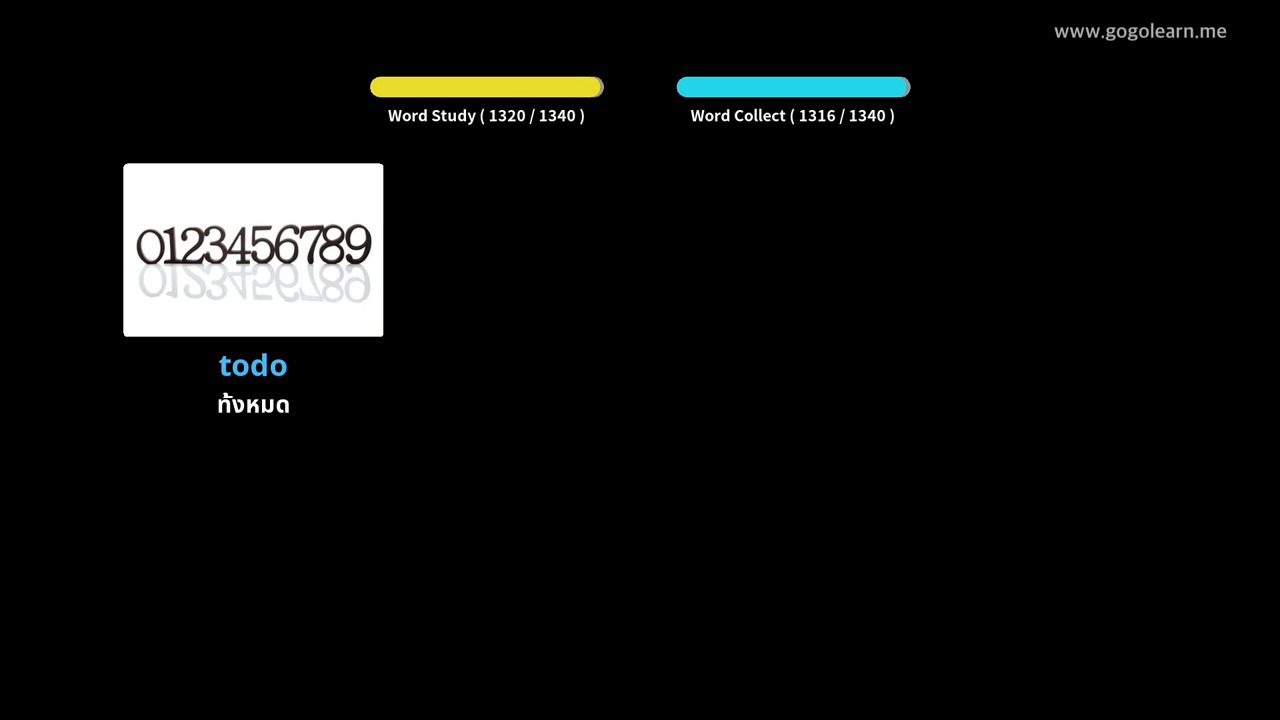 www.gogolearn.me
Word Study ( 1320 / 1340 )
Word Collect ( 1316 / 1340 )
0123456789
todo
ทั้งหมด